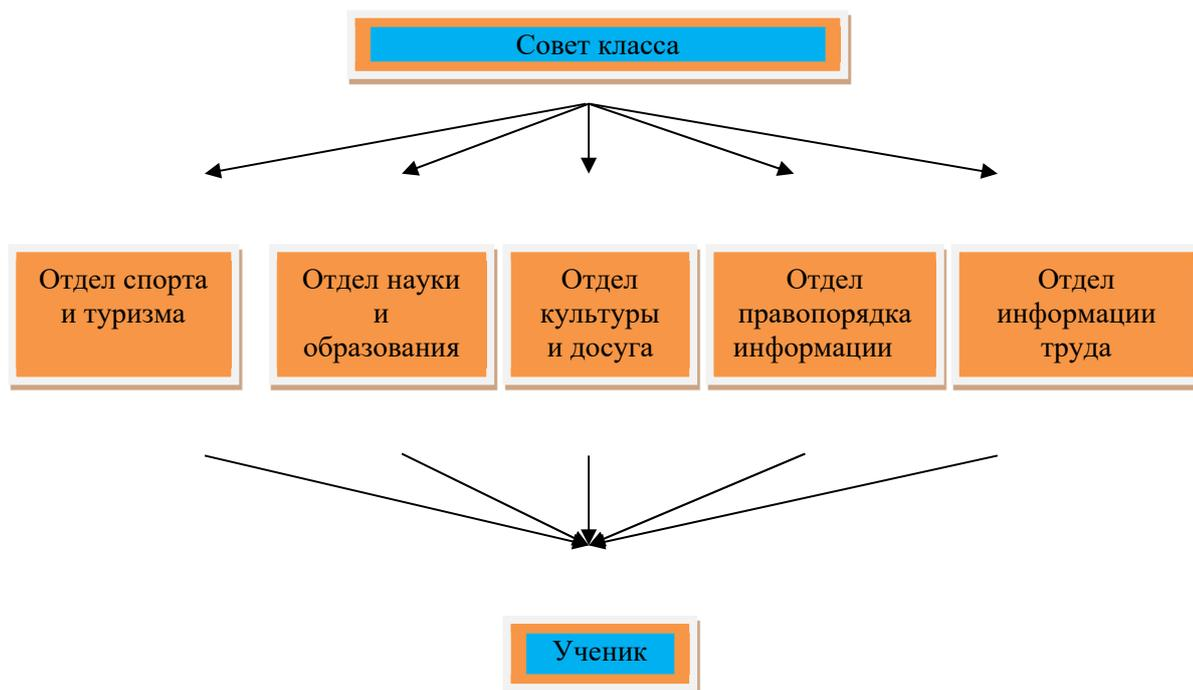 Совет класса
Отдел спорта
и туризма
Отдел науки
и
образования
Отдел
культуры
и досуга
Отдел
правопорядка
информации
Отдел
информации
труда
Ученик